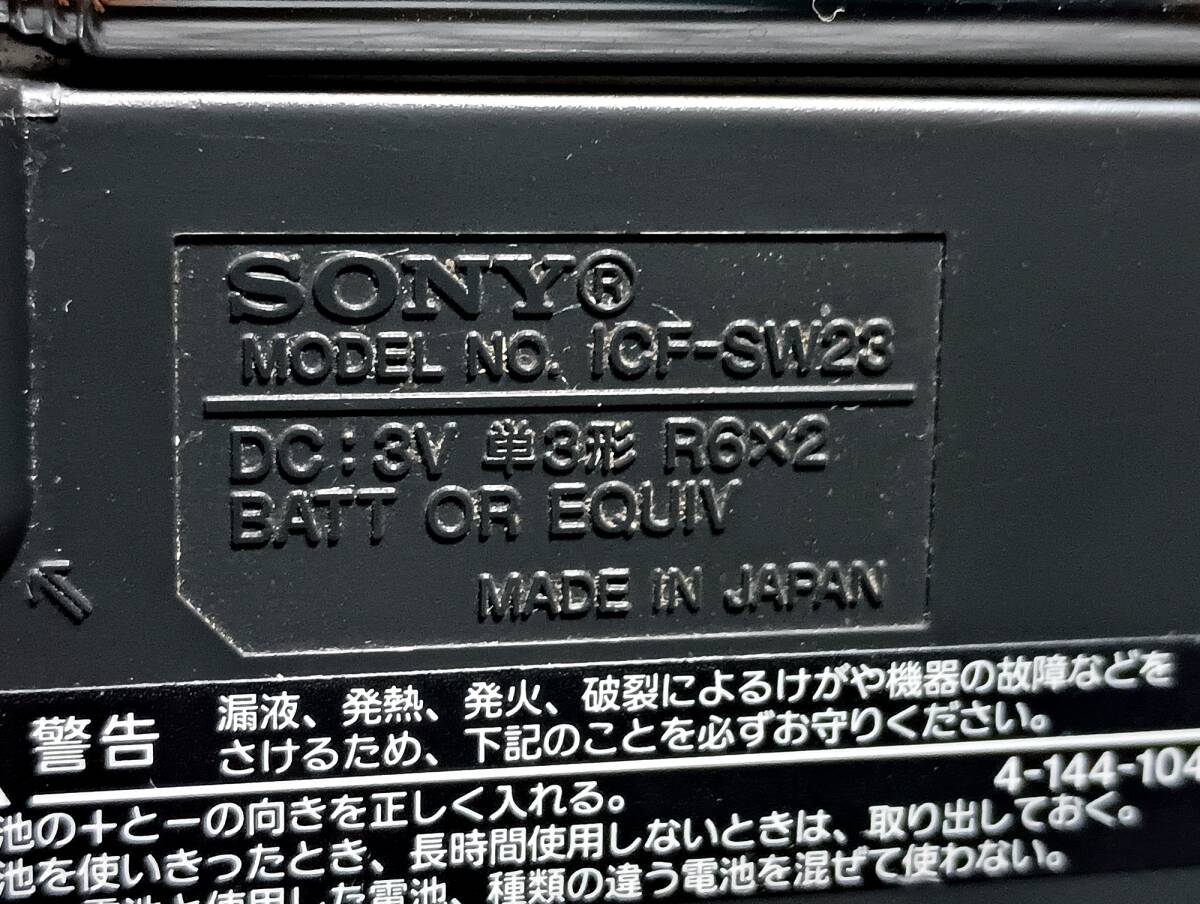 SONY®
MODEL NO. ICF-SW23
DC : 3V 単3形 R6×2
BATT OR EQUIV
MADE IN JAPAN
警告
漏液、発熱、発火、破裂によるけがや機器の故障などを
さけるため、下記のことを必ずお守りください。
4-144-104
池の＋と－の向きを正しく入れる。
池を使いきったとき、長時間使用しないときは、取り出しておく。
使用した電池、種類の違う電池を混ぜて使わない。